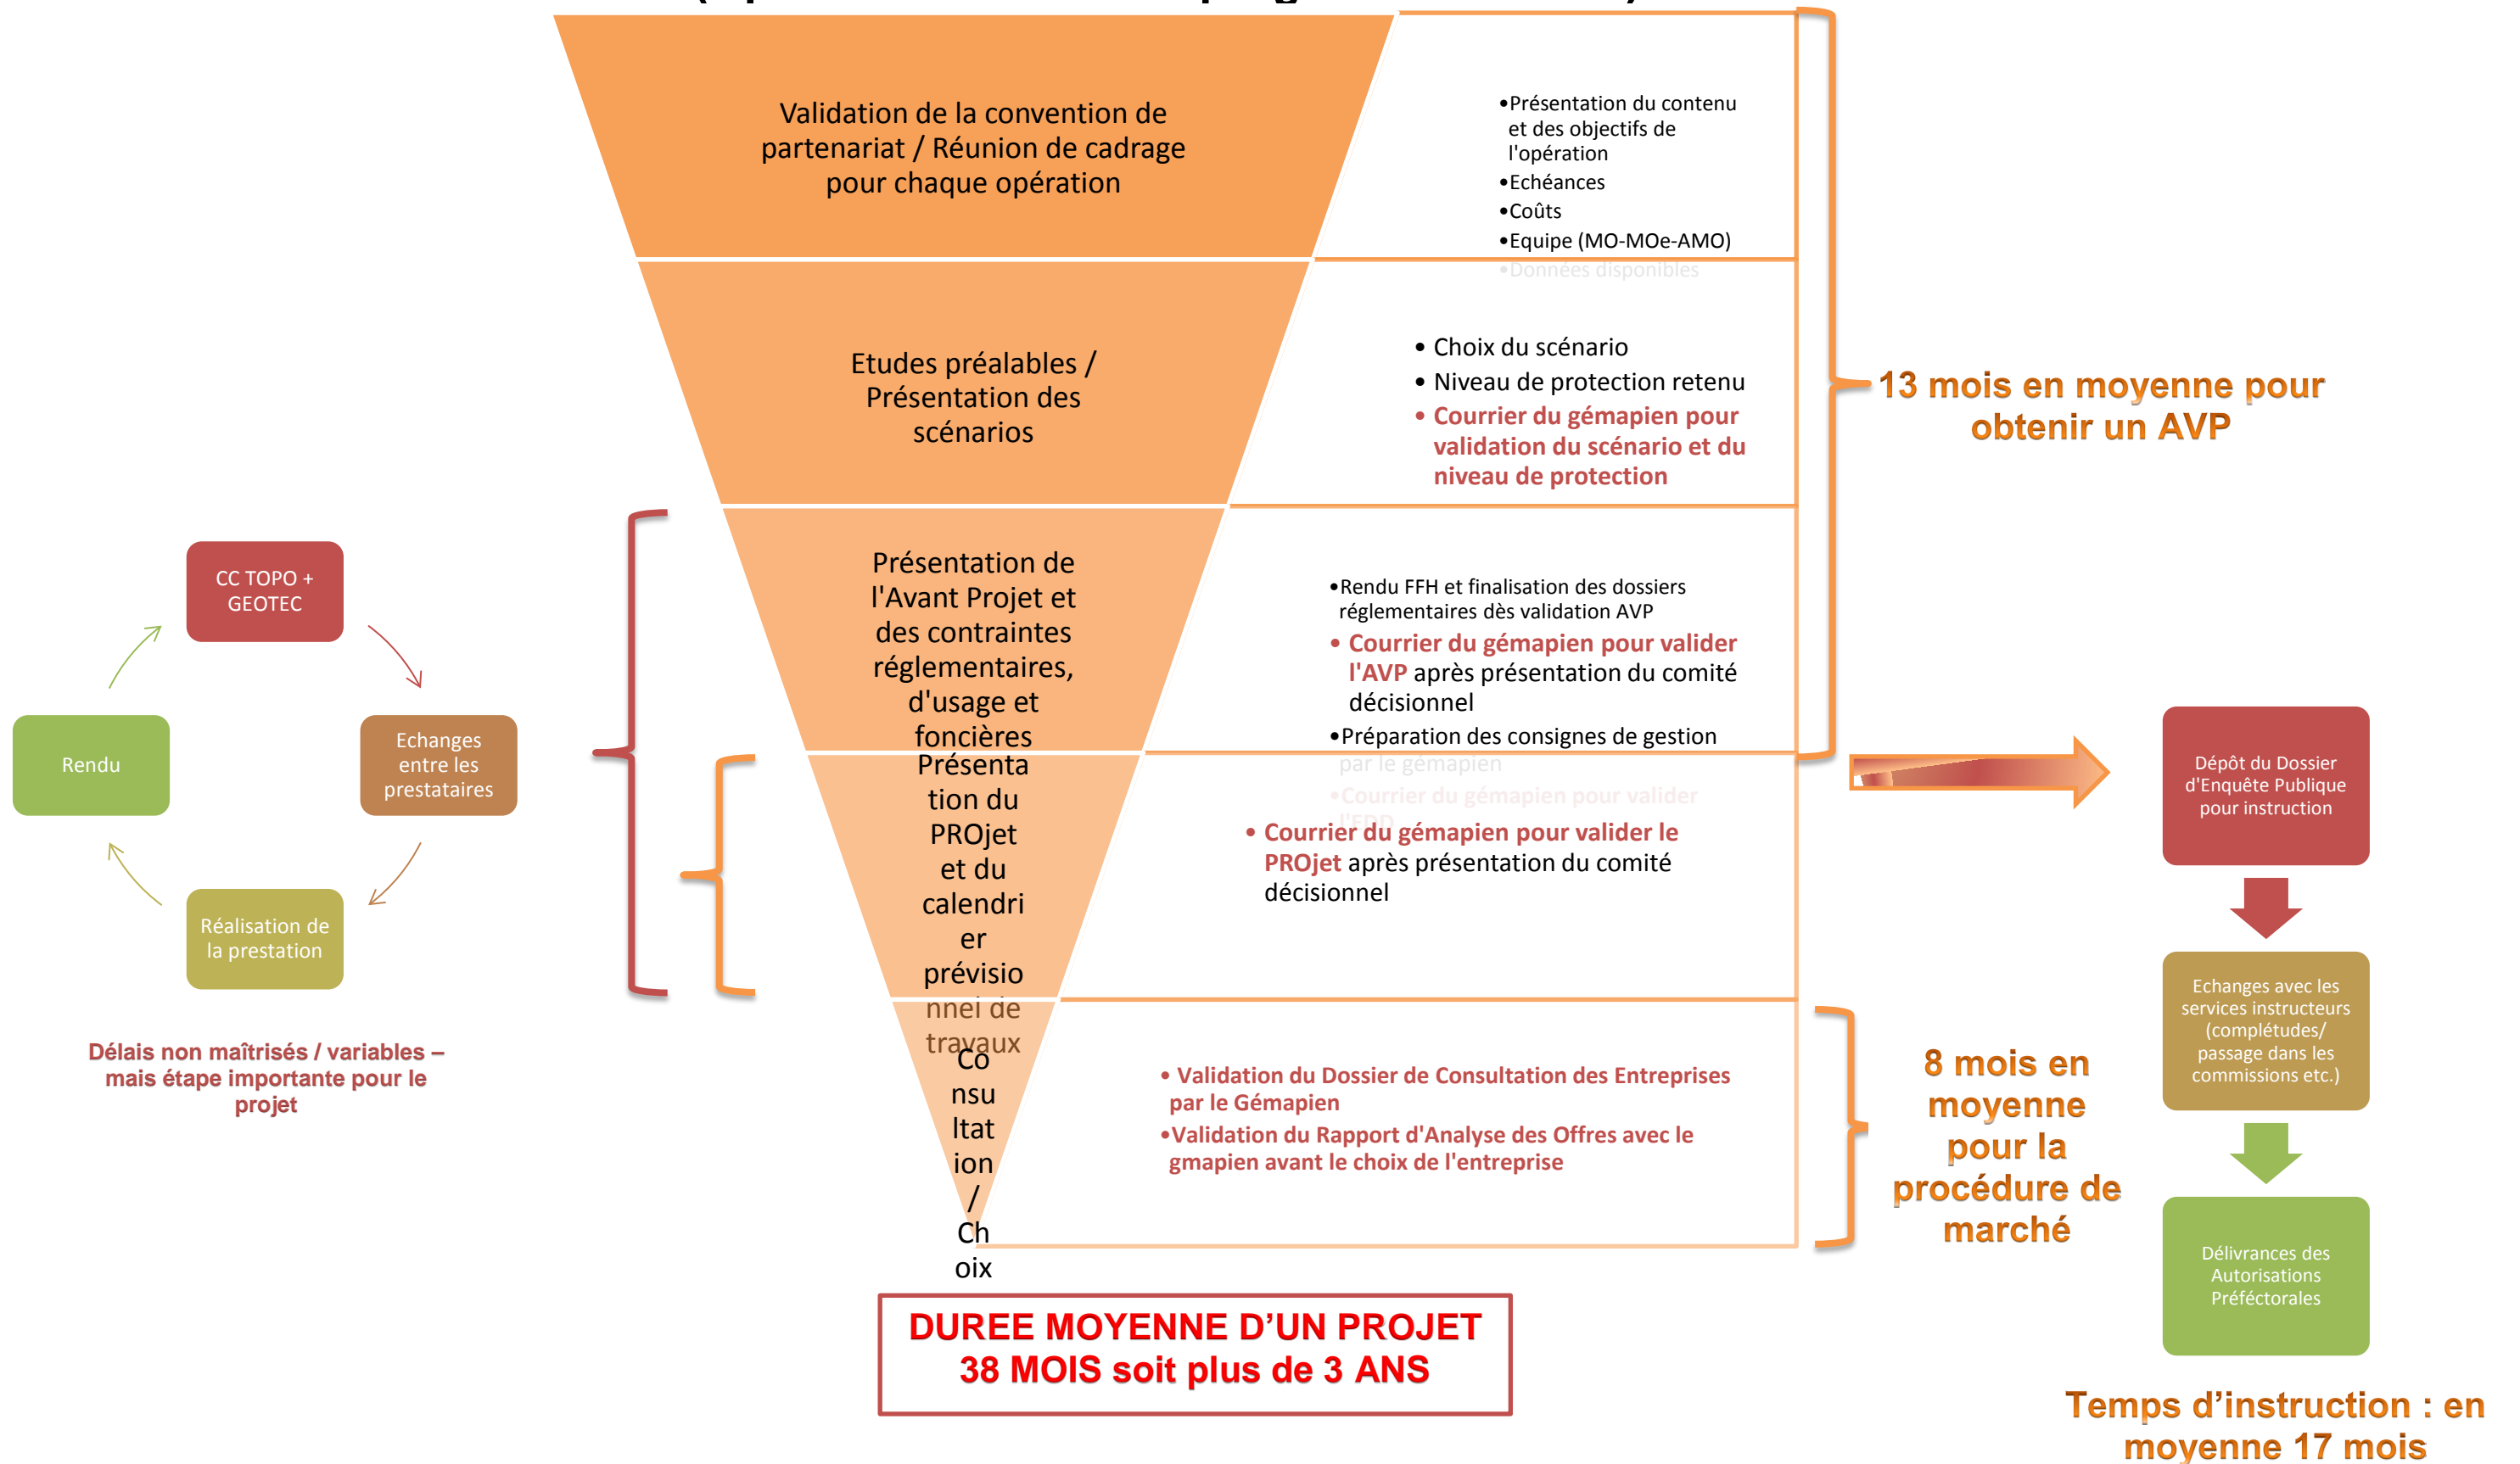 Validation de la convention de
partenariat / Réunion de cadrage
pour chaque opération
•Présentation du contenu
et des objectifs de
l'opération
•Echéances
•Coûts
•Equipe (MO-MOe-AMO)
•Données disponibles
Etudes préalables /
Présentation des
scénarios
• Choix du scénario
• Niveau de protection retenu
• Courrier du gémapien pour
validation du scénario et du
niveau de protection
13 mois en moyenne pour
obtenir un AVP
Présentation de
l'Avant Projet et
des contraintes
réglementaires,
d'usage et
foncières
•Rendu FFH et finalisation des dossiers
réglementaires dès validation AVP
• Courrier du gémapien pour valider
l'AVP après présentation du comité
décisionnel
•Préparation des consignes de gestion
par le gémapien
•Courrier du gémapien pour valider
l'EDD
CC TOPO +
GEOTEC
Echanges
entre les
prestataires
Réalisation de
la prestation
Rendu
Délais non maîtrisés / variables –
mais étape importante pour le
projet
Présenta
tion du
PROjet
et du
calendri
er
prévisio
nnel de
travaux
• Courrier du gémapien pour valider le
PROjet après présentation du comité
décisionnel
Co
nsu
ltat
ion
/
Ch
oix
• Validation du Dossier de Consultation des Entreprises
par le Gémapien
•Validation du Rapport d'Analyse des Offres avec le
gmapien avant le choix de l'entreprise
8 mois en
moyenne
pour la
procédure de
marché
Dépôt du Dossier
d'Enquête Publique
pour instruction
Echanges avec les
services instructeurs
(complétudes/
passage dans les
commissions etc.)
Délivrances des
Autorisations
Préféctorales
Temps d’instruction : en
moyenne 17 mois
DUREE MOYENNE D’UN PROJET
38 MOIS soit plus de 3 ANS